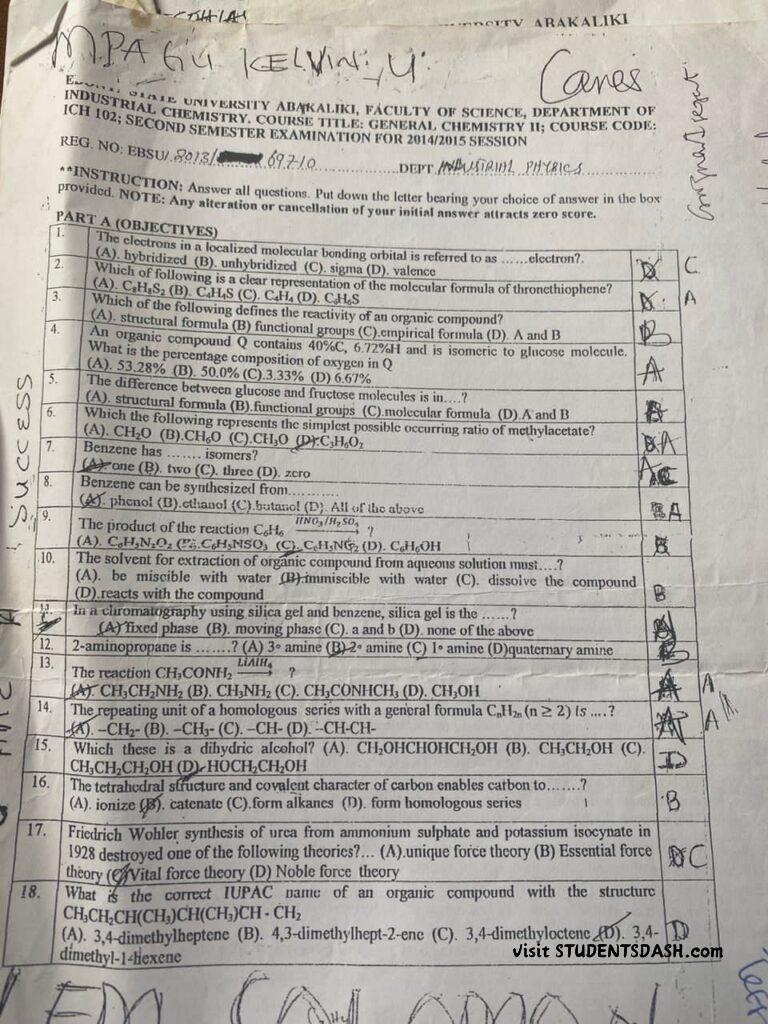 UNIVERSITY ABAKALIKI
MPAGU KELVIN. U.
Canes
EBONYI STATE UNIVERSITY ABAKALIKI, FACULTY OF SCIENCE, DEPARTMENT OF
INDUSTRIAL CHEMISTRY. COURSE TITLE: GENERAL CHEMISTRY II; COURSE CODE:
ICH 102; SECOND SEMESTER EXAMINATION FOR 2014/2015 SESSION
REG. NO: EBSU/2013/ 69710 DEPT INDUSTRIAL PHYSICS
**INSTRUCTION: Answer all questions. Put down the letter bearing your choice of answer in the box
provided. NOTE: Any alteration or cancellation of your initial answer attracts zero score.
PART A (OBJECTIVES)
1. The electrons in a localized molecular bonding orbital is referred to as ……electron?.
(A). hybridized (B). unhybridized (C). sigma (D). valence D C
2. Which of following is a clear representation of the molecular formula of thronethiophene?
(A). C₈H₈S₂ (B). C₄H₄S (C). C₄H₄ (D). C₆H₆S D. A
3. Which of the following defines the reactivity of an organic compound?
(A). structural formula (B) functional groups (C).empirical formula (D). A and B B
4. An organic compound Q contains 40%C, 6.72%H and is isomeric to glucose molecule.
What is the percentage composition of oxygen in Q
(A). 53.28% (B). 50.0% (C).3.33% (D) 6.67% A
5. The difference between glucose and fructose molecules is in….?
(A). structural formula (B).functional groups (C).molecular formula (D).A and B
6. Which the following represents the simplest possible occurring ratio of methylacetate?
(A). CH₂O (B).CH₆O (C).CH₃O (D).C₃H₆O₂ A
7. Benzene has ……. isomers?
(A). one (B). two (C). three (D). zero A
8. Benzene can be synthesized from………..
(A). phenol (B).ethanol (C).butanol (D). All of the above BA
9. The product of the reaction C₆H₆ HNO₃/H₂SO₄ → ?
(A). C₆H₅N₂O₂ (B).C₆H₅NSO₃ (C). C₆H₅NO₂ (D). C₆H₆OH
10. The solvent for extraction of organic compound from aqueous solution must….?
(A). be miscible with water (B).immiscible with water (C). dissolve the compound
(D).reacts with the compound B
11. In a chromatography using silica gel and benzene, silica gel is the ……?
(A) fixed phase (B). moving phase (C). a and b (D). none of the above
12. 2-aminopropane is …….? (A) 3º amine (B) 2º amine (C) 1º amine (D)quaternary amine B
13. The reaction CH₃CONH₂ LiAlH₄ → ?
(A). CH₃CH₂NH₂ (B). CH₃NH₂ (C). CH₃CONHCH₃ (D). CH₃OH A A
14. The repeating unit of a homologous series with a general formula CₙH₂ₙ (n ≥ 2) is ….?
(A). –CH₂- (B). –CH₃- (C). –CH- (D). –CH-CH- A A
15. Which these is a dihydric alcohol? (A). CH₂OHCHOHCH₂OH (B). CH₃CH₂OH (C).
CH₃CH₂CH₂OH (D).HOCH₂CH₂OH D
16. The tetrahedral structure and covalent character of carbon enables catbon to……?
(A). ionize (B). catenate (C).form alkanes (D). form homologous series B
17. Friedrich Wohler synthesis of urea from ammonium sulphate and potassium isocynate in
1928 destroyed one of the following theories?… (A).unique force theory (B) Essential force
theory (C)Vital force theory (D) Noble force theory C
18. What is the correct IUPAC name of an organic compound with the structure
CH₃CH₂CH(CH₃)CH(CH₃)CH - CH₂
(A). 3,4-dimethylheptene (B). 4,3-dimethylhept-2-ene (C). 3,4-dimethyloctene (D). 3,4-
dimethyl-1-hexene D
SUCCESS
visit STUDENTSDASH.com